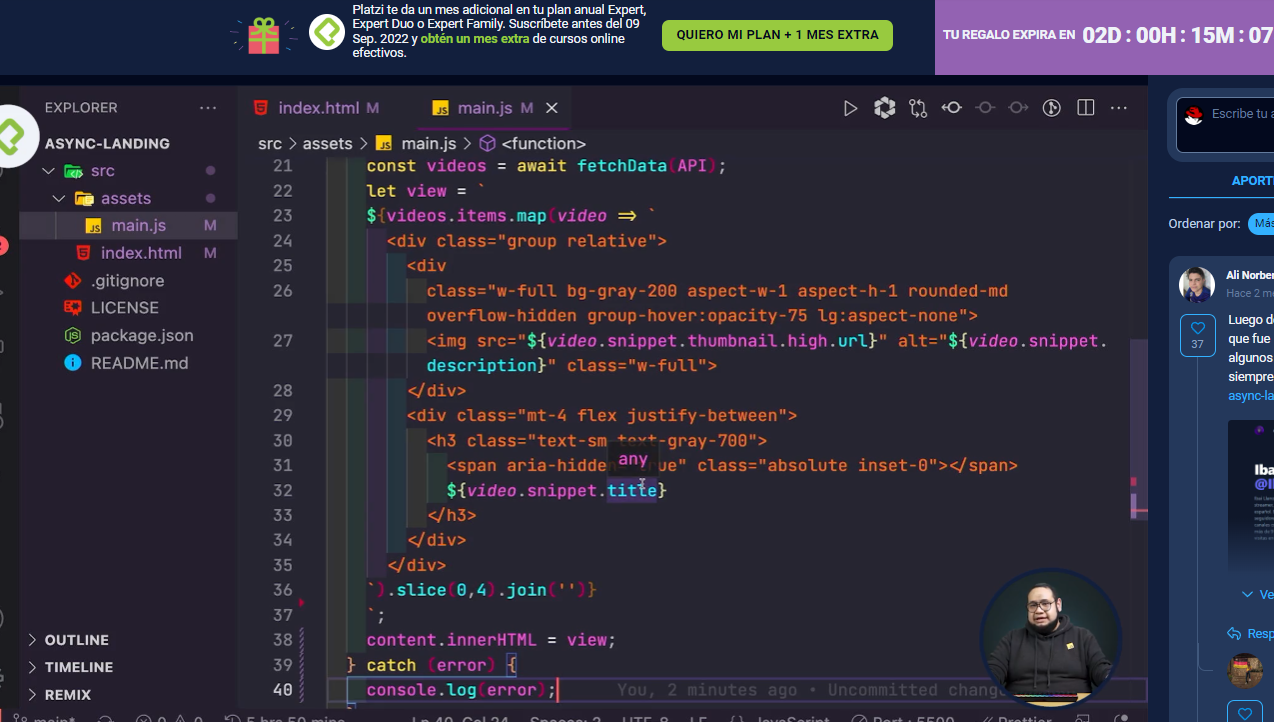 Platzi te da un mes adicional en tu plan anual Expert,
Expert Duo o Expert Family. Suscríbete antes del 09
Sep. 2022 y obtén un mes extra de cursos online
efectivos.
QUIERO MI PLAN + 1 MES EXTRA
TU REGALO EXPIRA EN 02D : 00H : 15M : 07
EXPLORER
ASYNC-LANDING
src
assets
main.js M
index.html M
.gitignore
LICENSE
package.json
README.md
OUTLINE
TIMELINE
REMIX
index.html M
main.js M
src > assets > main.js > <function>
21 const videos = await fetchData(API);
22 let view = `
23 ${videos.items.map(video => `
24 <div class="group relative">
25 <div
26 class="w-full bg-gray-200 aspect-w-1 aspect-h-1 rounded-md
overflow-hidden group-hover:opacity-75 lg:aspect-none">
27 <img src="${video.snippet.thumbnail.high.url}" alt="${video.snippet.
description}" class="w-full">
28 </div>
29 <div class="mt-4 flex justify-between">
30 <h3 class="text-sm text-gray-700">
any
31 <span aria-hidden="true" class="absolute inset-0"></span>
32 ${video.snippet.title}
33 </h3>
34 </div>
35 </div>
36 `).slice(0,4).join('')}
37 `;
38 content.innerHTML = view;
39 } catch (error) {
40 console.log(error); You, 2 minutes ago • Uncommitted
Escribe tu
APORT
Ordenar por:
Ali Norber
Hace 2
37
Luego
que fue
algunos
siempre
async-la
Iba
Ve
Resp